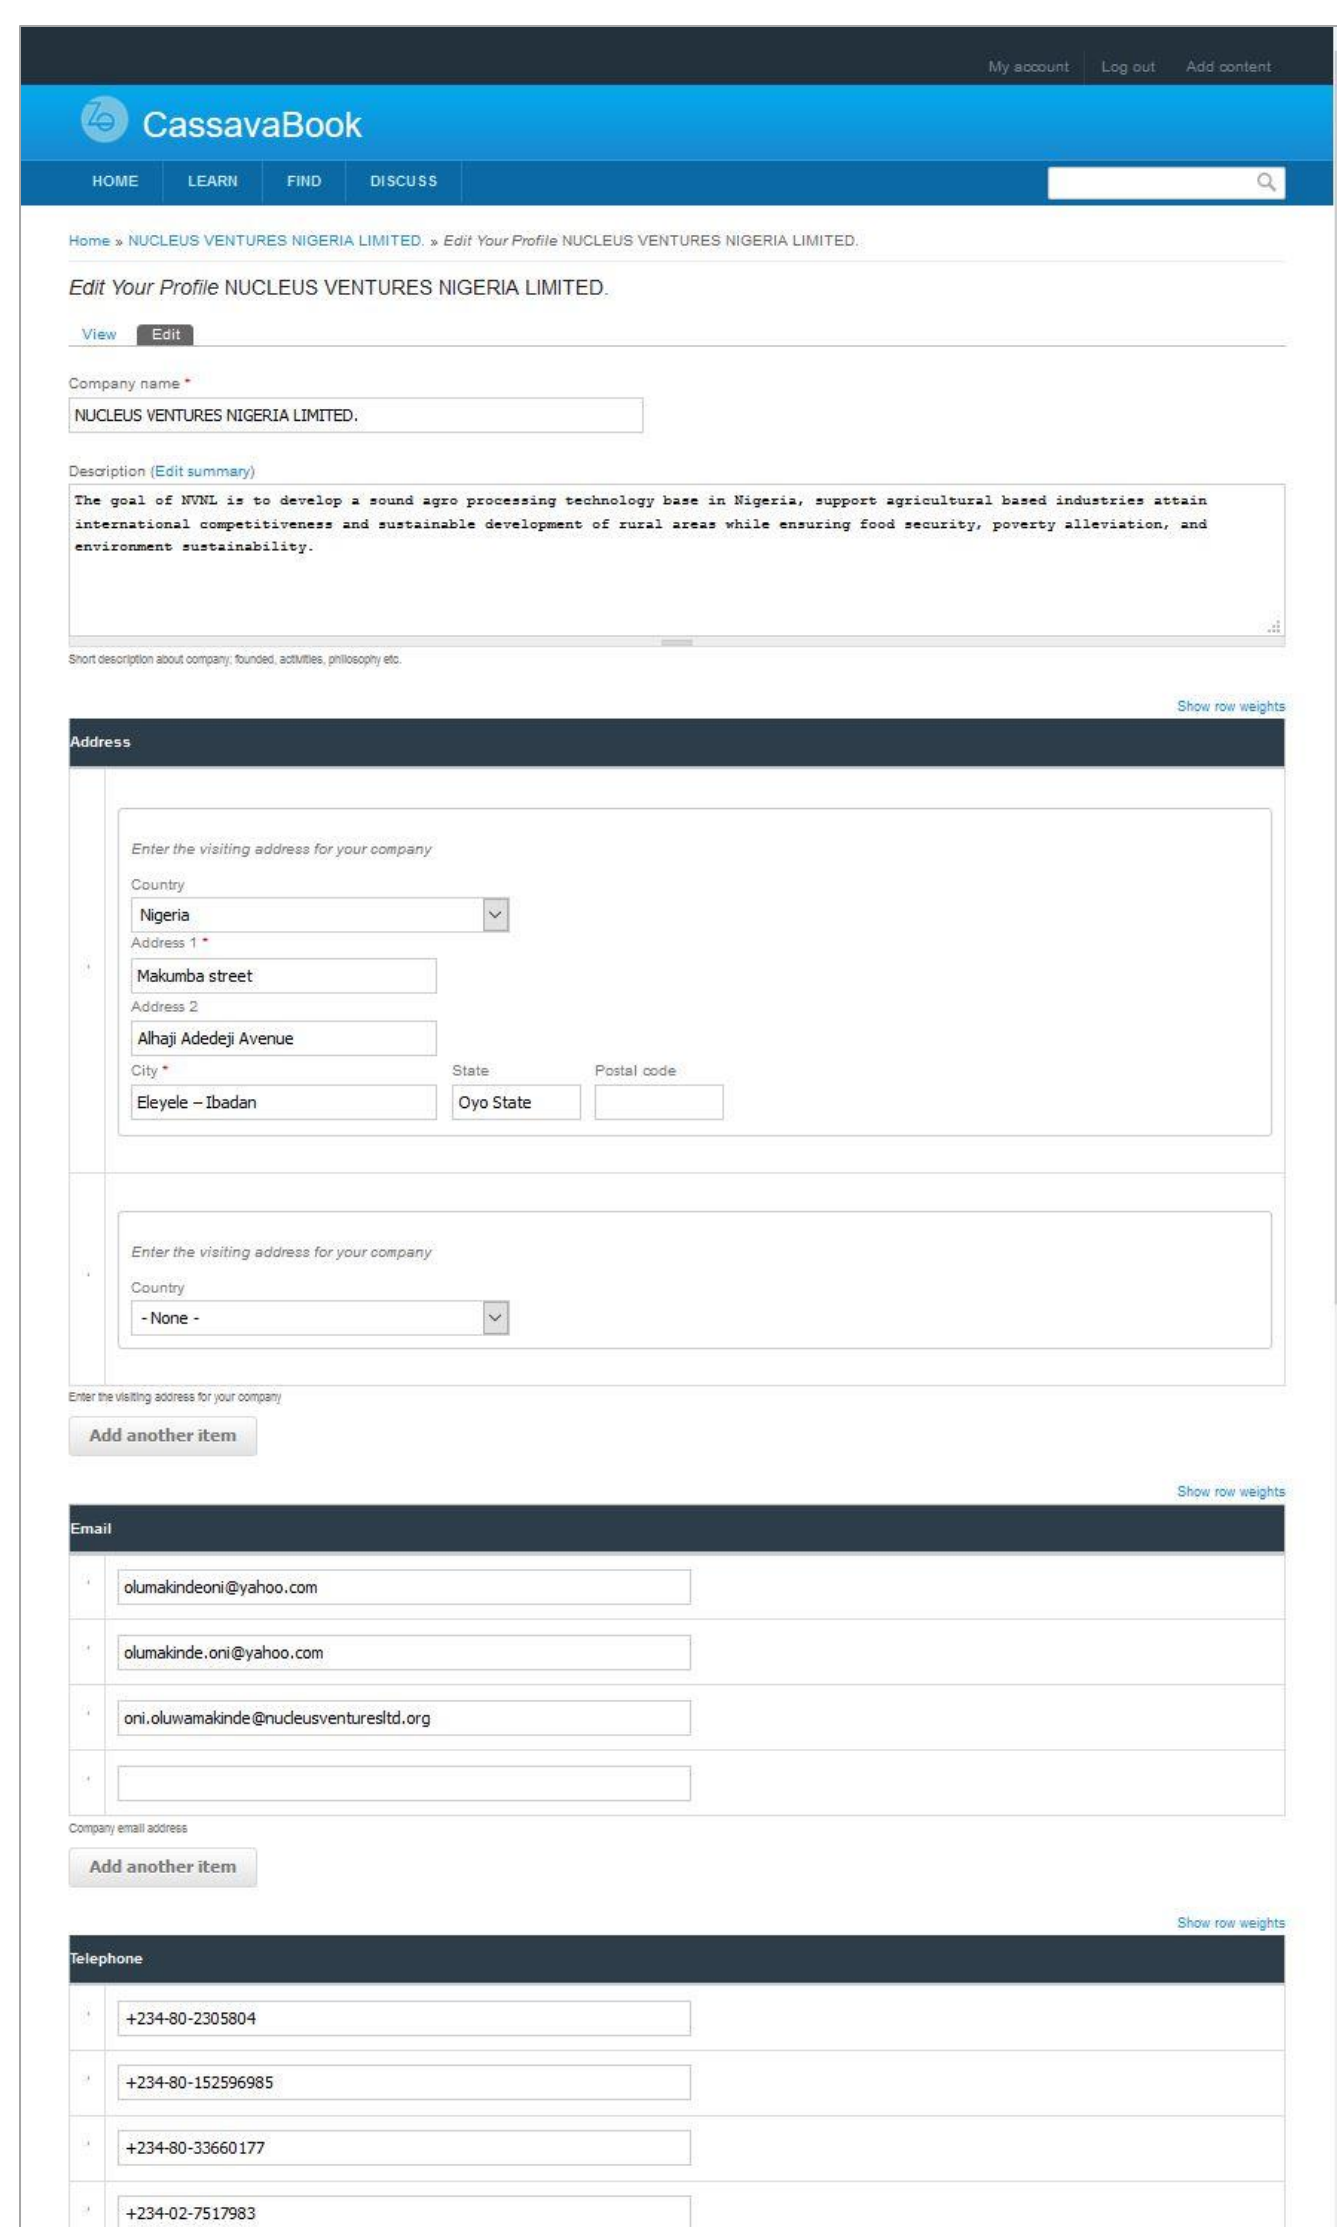 My account Log out Add content
CassavaBook
HOME LEARN FIND DISCUSS
Home » NUCLEUS VENTURES NIGERIA LIMITED. » Edit Your Profile NUCLEUS VENTURES NIGERIA LIMITED.
Edit Your Profile NUCLEUS VENTURES NIGERIA LIMITED.
View Edit
Company name *
NUCLEUS VENTURES NIGERIA LIMITED.
Description (Edit summary)
The goal of NVNL is to develop a sound agro processing technology base in Nigeria, support agricultural based industries attain
international competitiveness and sustainable development of rural areas while ensuring food security, poverty alleviation, and
environment sustainability.
Short description about company; founded, activities, philosophy etc.
Show row weights
Address
Enter the visiting address for your company
Country
Nigeria
Address 1 *
Makumba street
Address 2
Alhaji Adedeji Avenue
City * State Postal code
Eleyele – Ibadan Oyo State
Enter the visiting address for your company
Country
- None -
Enter the visiting address for your company
Add another item
Show row weights
Email
olumakindeoni@yahoo.com
olumakinde.oni@yahoo.com
oni.oluwamakinde@nucleusventuresltd.org
Company email address
Add another item
Show row weights
Telephone
+234-80-2305804
+234-80-152596985
+234-80-33660177
+234-02-7517983